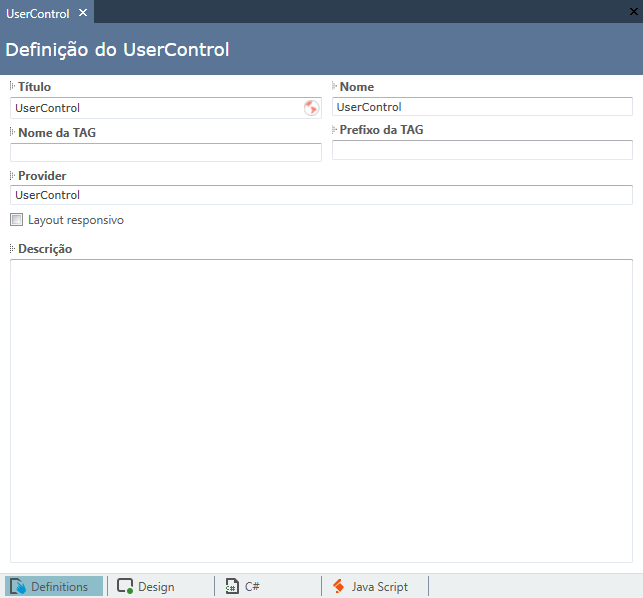 UserControl
Definição do UserControl
Título
Nome
UserControl
UserControl
Nome da TAG
Prefixo da TAG
Provider
UserControl
Layout responsivo
Descrição
Definitions
Design
C#
Java Script